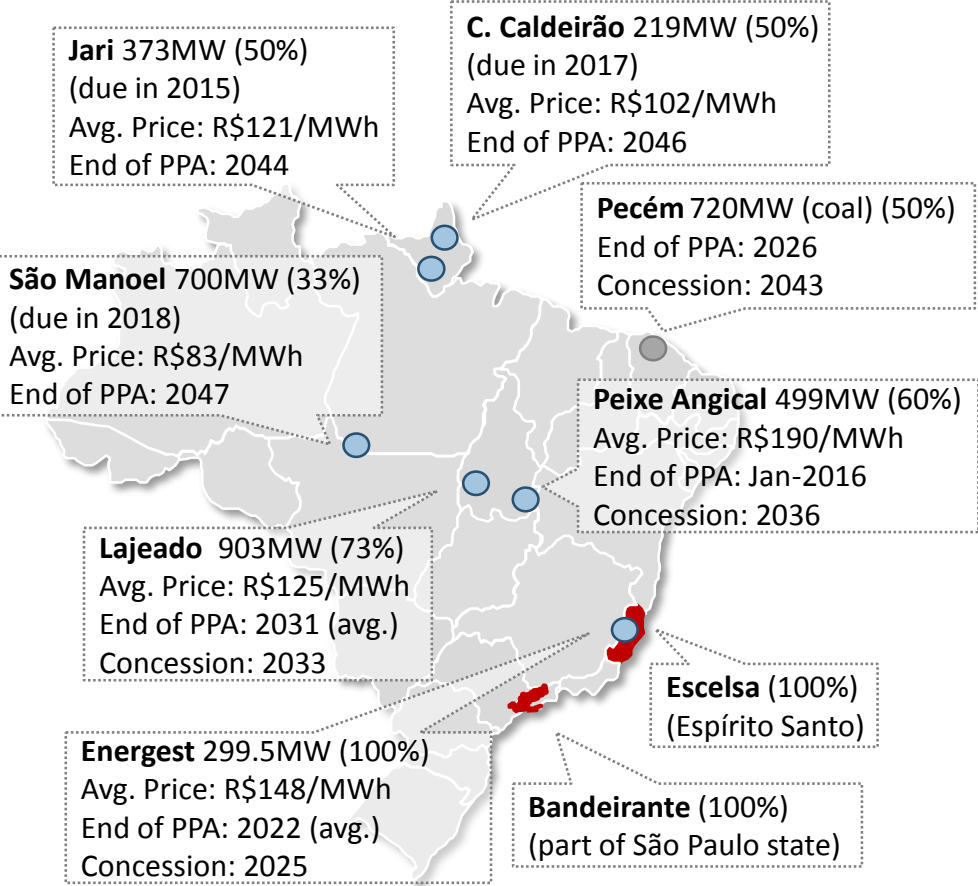 Jari 373MW (50%)
(due in 2015)
Avg. Price: R$121/MWh
End of PPA: 2044
C. Caldeirão 219MW (50%)
(due in 2017)
Avg. Price: R$102/MWh
End of PPA: 2046
Pecém 720MW (coal) (50%)
End of PPA: 2026
Concession: 2043
São Manoel 700MW (33%)
(due in 2018)
Avg. Price: R$83/MWh
End of PPA: 2047
Peixe Angical 499MW (60%)
Avg. Price: R$190/MWh
End of PPA: Jan-2016
Concession: 2036
Lajeado 903MW (73%)
Avg. Price: R$125/MWh
End of PPA: 2031 (avg.)
Concession: 2033
Escelsa (100%)
(Espírito Santo)
Energest 299.5MW (100%)
Avg. Price: R$148/MWh
End of PPA: 2022 (avg.)
Concession: 2025
Bandeirante (100%)
(part of São Paulo state)